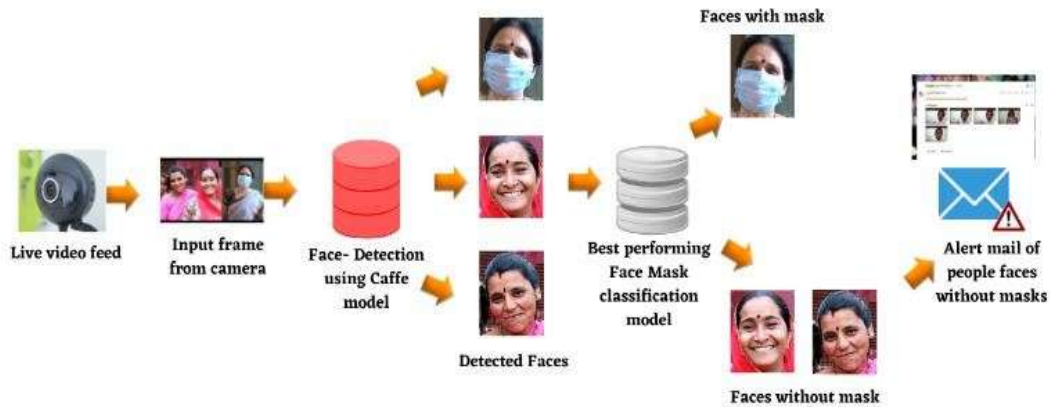 Faces with mask
Live video feed
Input frame
from camera
Face- Detection
using Caffe
model
Detected Faces
Best performing
Face Mask
classification
model
Faces without mask
Alert mail of
people faces
without masks